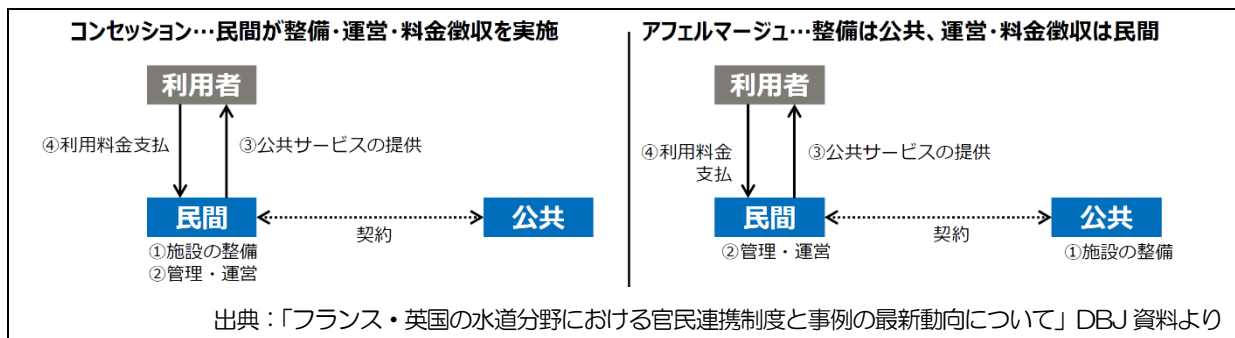 コンセッション…民間が整備・運営・料金徴収を実施
利用者
④利用料金支払
③公共サービスの提供
民間
公共
契約
①施設の整備
②管理・運営
アフェルマージュ…整備は公共、運営・料金徴収は民間
利用者
④利用料金
支払
③公共サービスの提供
民間
公共
契約
②管理・運営
①施設の整備
出典：「フランス・英国の水道分野における官民連携制度と事例の最新動向について」DBJ 資料より